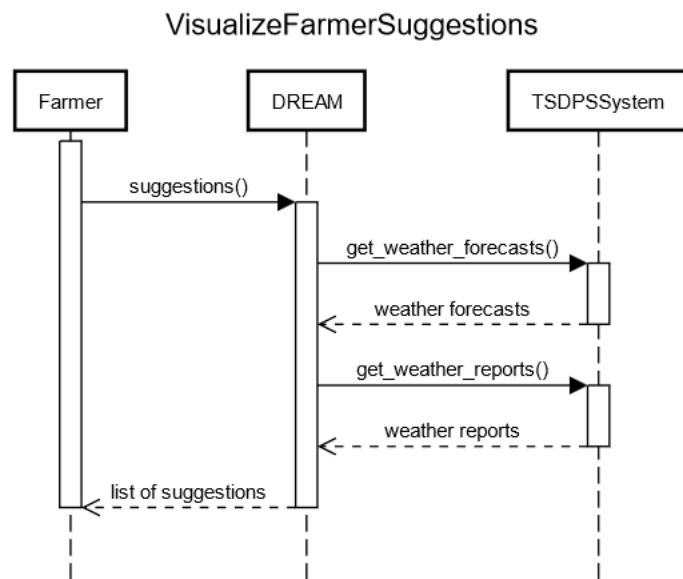 VisualizeFarmerSuggestions
Farmer
DREAM
TSDPSSystem
suggestions()
get_weather_forecasts()
weather forecasts
get_weather_reports()
weather reports
list of suggestions